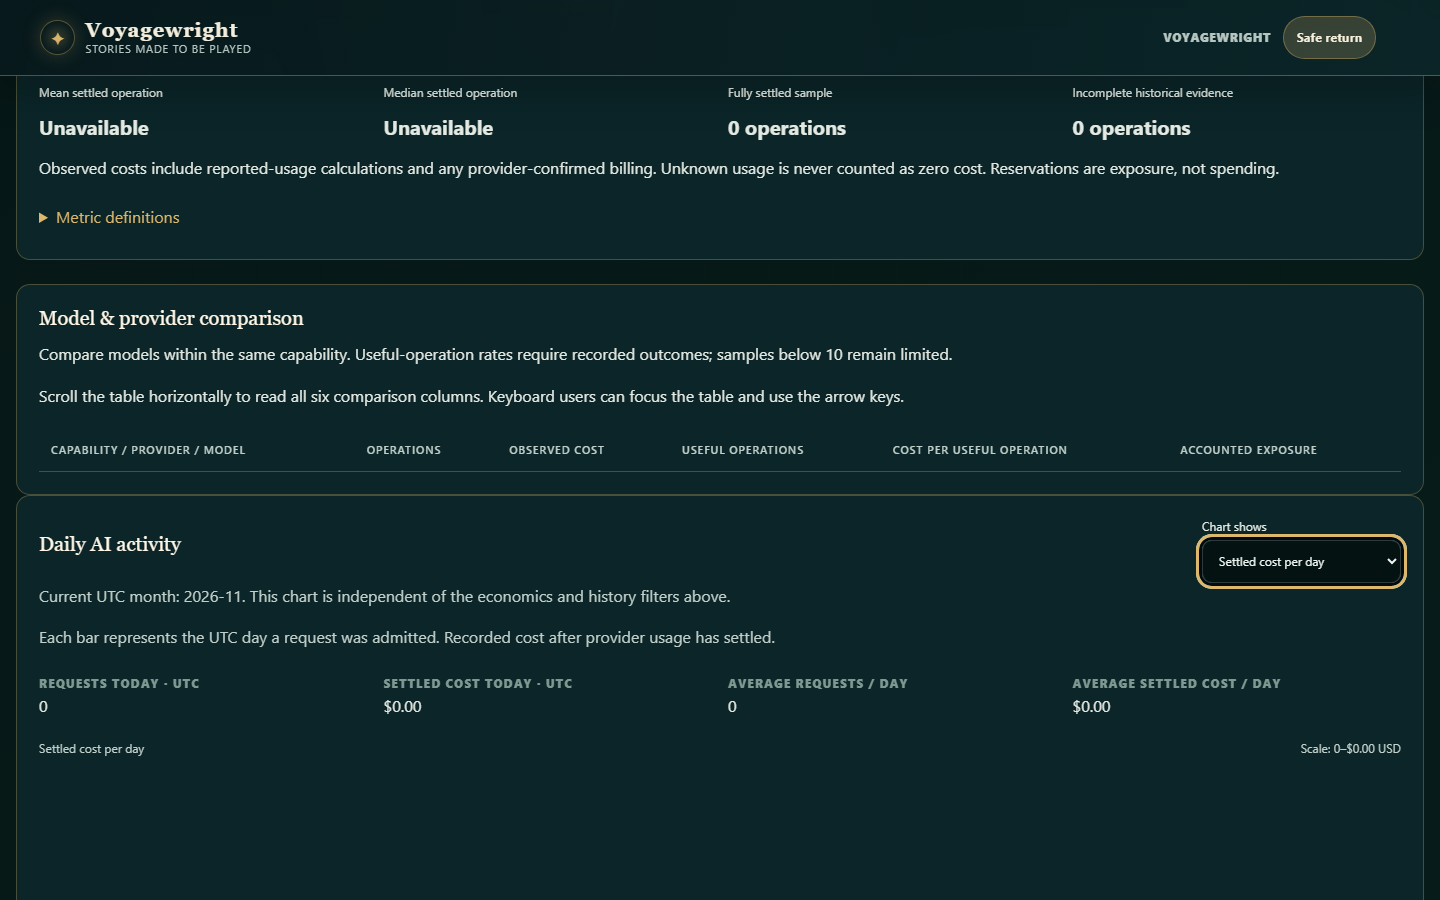 Voyagewright
STORIES MADE TO BE PLAYED
VOYAGEWRIGHT
Safe return
Mean settled operation
Unavailable
Median settled operation
Unavailable
Fully settled sample
0 operations
Incomplete historical evidence
0 operations
Observed costs include reported-usage calculations and any provider-confirmed billing. Unknown usage is never counted as zero cost. Reservations are exposure, not spending.
Metric definitions
Model & provider comparison
Compare models within the same capability. Useful-operation rates require recorded outcomes; samples below 10 remain limited.
Scroll the table horizontally to read all six comparison columns. Keyboard users can focus the table and use the arrow keys.
CAPABILITY / PROVIDER / MODEL OPERATIONS OBSERVED COST USEFUL OPERATIONS COST PER USEFUL OPERATION ACCOUNTED EXPOSURE
Daily AI activity
Chart shows
Settled cost per day
Current UTC month: 2026-11. This chart is independent of the economics and history filters above.
Each bar represents the UTC day a request was admitted. Recorded cost after provider usage has settled.
REQUESTS TODAY · UTC
0
SETTLED COST TODAY · UTC
$0.00
AVERAGE REQUESTS / DAY
0
AVERAGE SETTLED COST / DAY
$0.00
Settled cost per day
Scale: 0–$0.00 USD